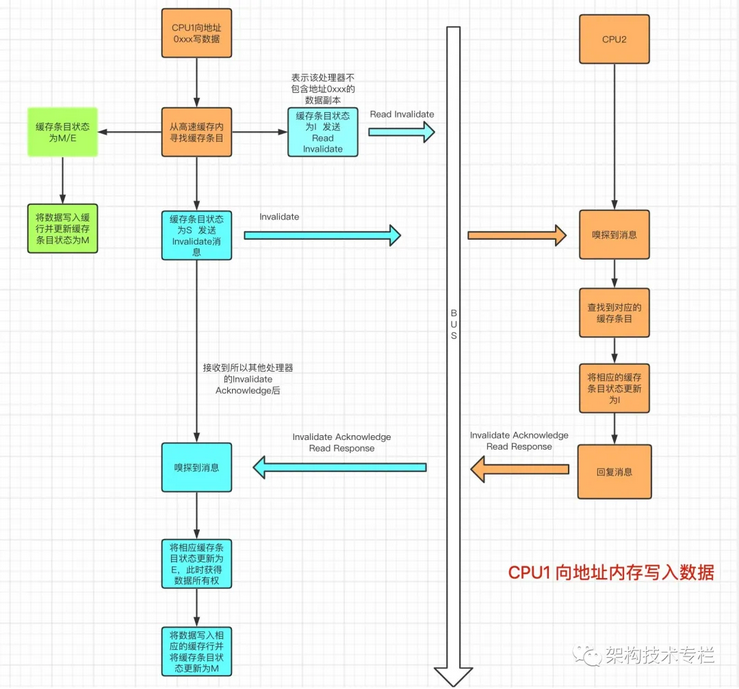 CPU1向地址
0xxx写数据
CPU2
表示该处理器不
包含地址0xxx的
数据副本
缓存条目状态
为M/E
从高速缓存内
寻找缓存条目
缓存条目状态
为I 发送
Read
Invalidate
Read Invalidate
将数据写入缓
行并更新缓存
条目状态为M
缓存条目状态
为S 发送
Invalidate消
息
Invalidate
嗅探到消息
查找到对应的
缓存条目
B
U
S
接收到所以其他处理器
的Invalidate
Acknowledge后
将相应的缓存
条目状态更新
为I
嗅探到消息
Invalidate Acknowledge
Read Response
Invalidate Acknowledge
Read Response
回复消息
将相应缓存条
目状态更新为
E，此时获得
数据所有权
CPU1 向地址内存写入数据
将数据写入相
应的缓存行并
将缓存条目状
态更新为M
架构技术专栏